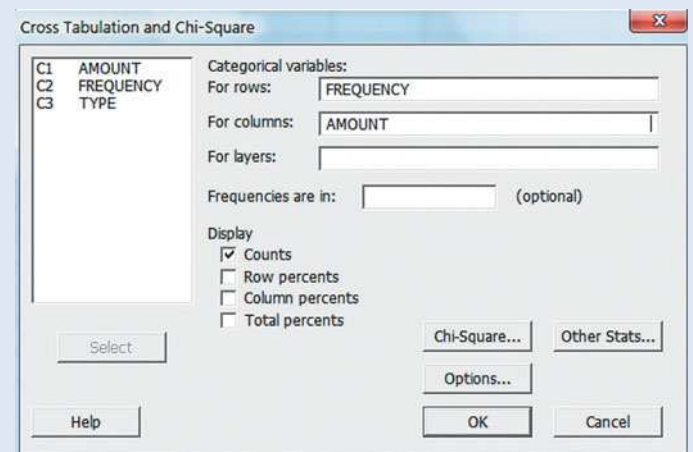 Cross Tabulation and Chi-Square
C1 AMOUNT
C2 FREQUENCY
C3 TYPE
Categorical variables:
For rows: FREQUENCY
For columns: AMOUNT
For layers:
Frequencies are in: (optional)
Display
Counts
Row percents
Column percents
Total percents
Select
Chi-Square...
Other Stats...
Options...
Help
OK
Cancel